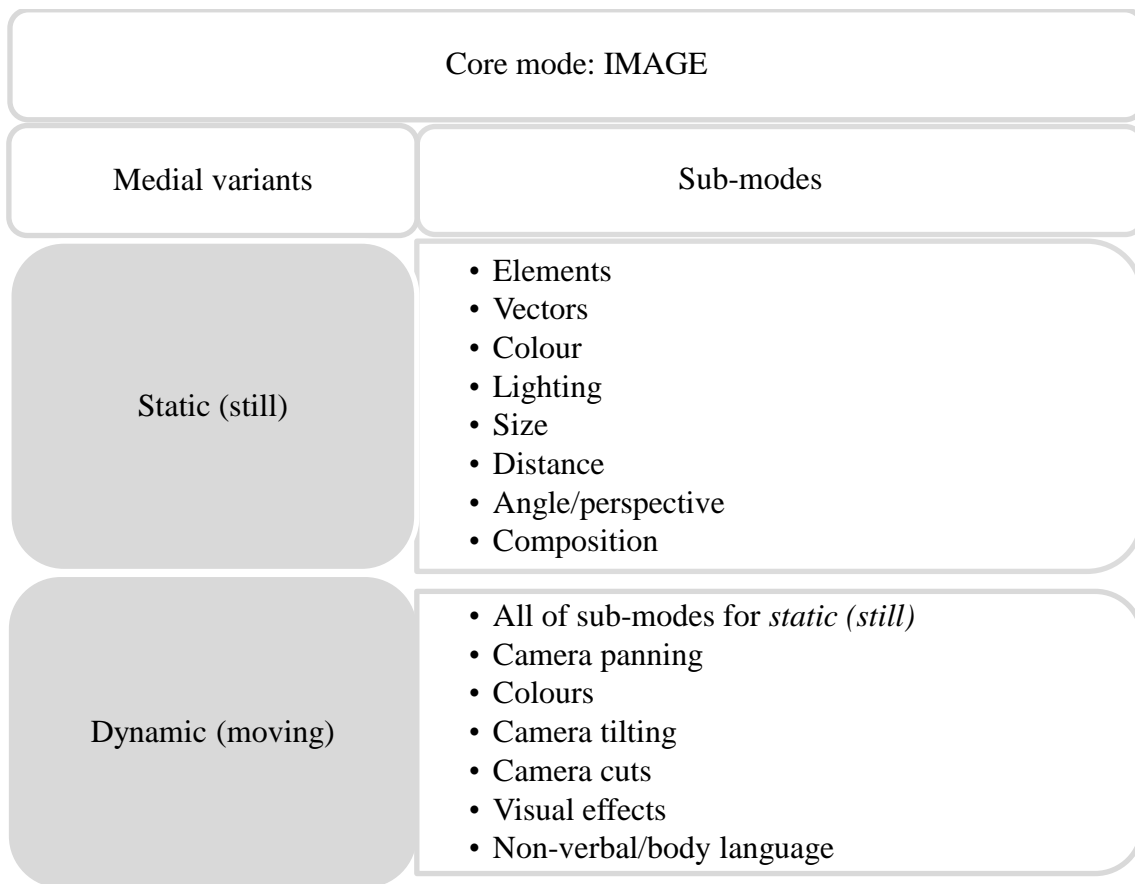 Core mode: IMAGE
Medial variants
Sub-modes
Static (still)
• Elements
• Vectors
• Colour
• Lighting
• Size
• Distance
• Angle/perspective
• Composition
Dynamic (moving)
• All of sub-modes for static (still)
• Camera panning
• Colours
• Camera tilting
• Camera cuts
• Visual effects
• Non-verbal/body language